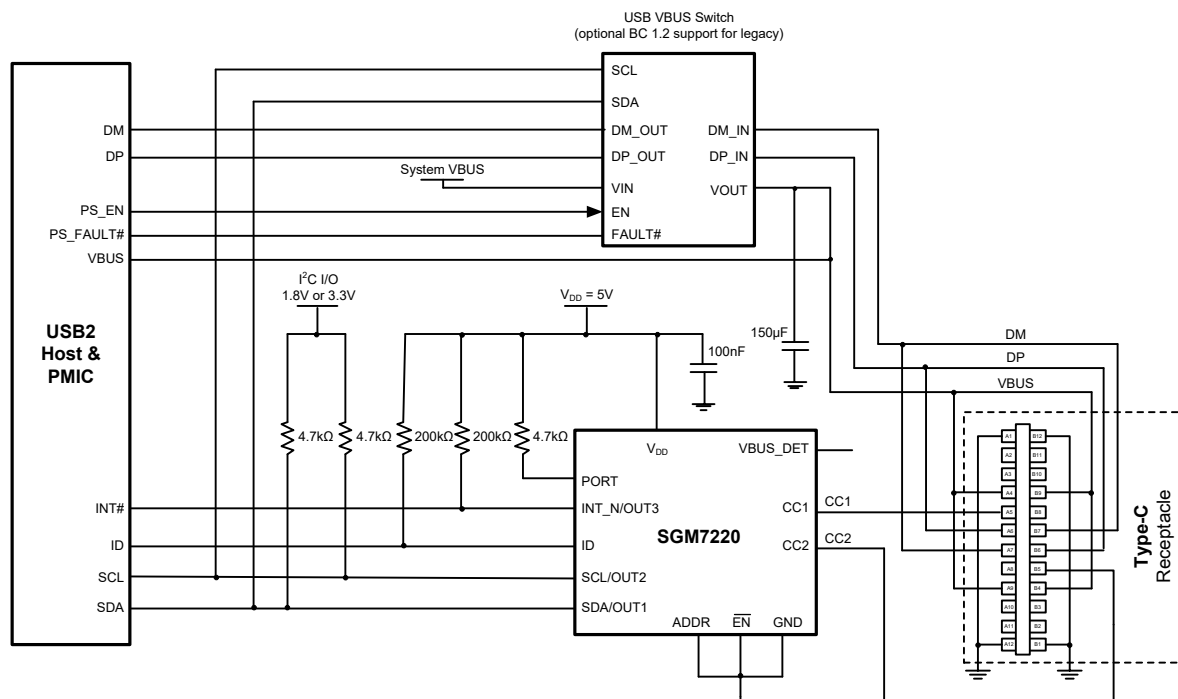 USB VBUS Switch
(optional BC 1.2 support for legacy)
USB2
Host &
PMIC
DM
DP
PS_EN
PS_FAULT#
VBUS
INT#
ID
SCL
SDA
SCL
SDA
DM_OUT
DP_OUT
VIN
EN
FAULT#
DM_IN
DP_IN
VOUT
System VBUS
I²C I/O
1.8V or 3.3V
V_DD = 5V
150µF
100nF
4.7kΩ
4.7kΩ
200kΩ
200kΩ
4.7kΩ
V_DD
VBUS_DET
PORT
INT_N/OUT3
ID
SCL/OUT2
SDA/OUT1
SGM7220
CC1
CC2
ADDR
EN
GND
CC1
CC2
DM
DP
VBUS
A1 B12
A2 B11
A3 B10
A4 B9
A5 B8
A6 B7
A7 B6
A8 B5
A9 B4
A10 B3
A11 B2
A12 B1
Type-C
Receptacle